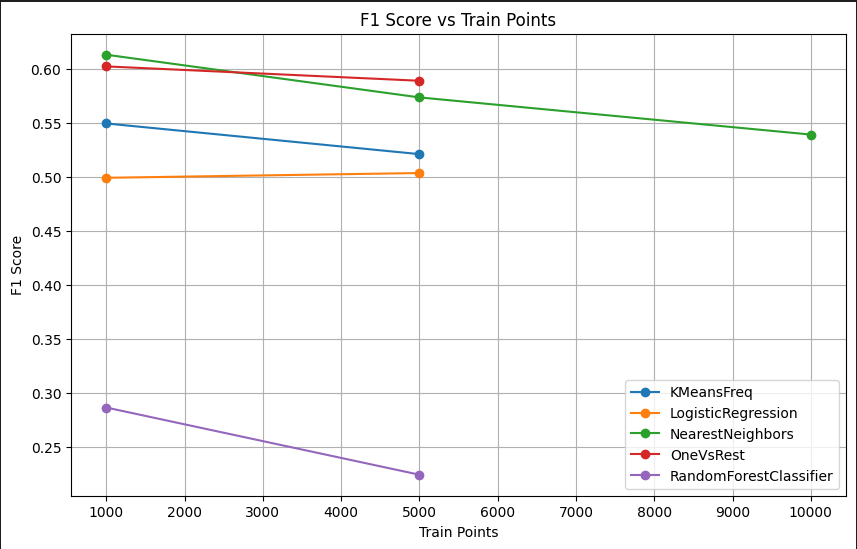 F1 Score vs Train Points
F1 Score
0.60
0.55
0.50
0.45
0.40
0.35
0.30
0.25
KMeansFreq
LogisticRegression
NearestNeighbors
OneVsRest
RandomForestClassifier
1000 2000 3000 4000 5000 6000 7000 8000 9000 10000
Train Points